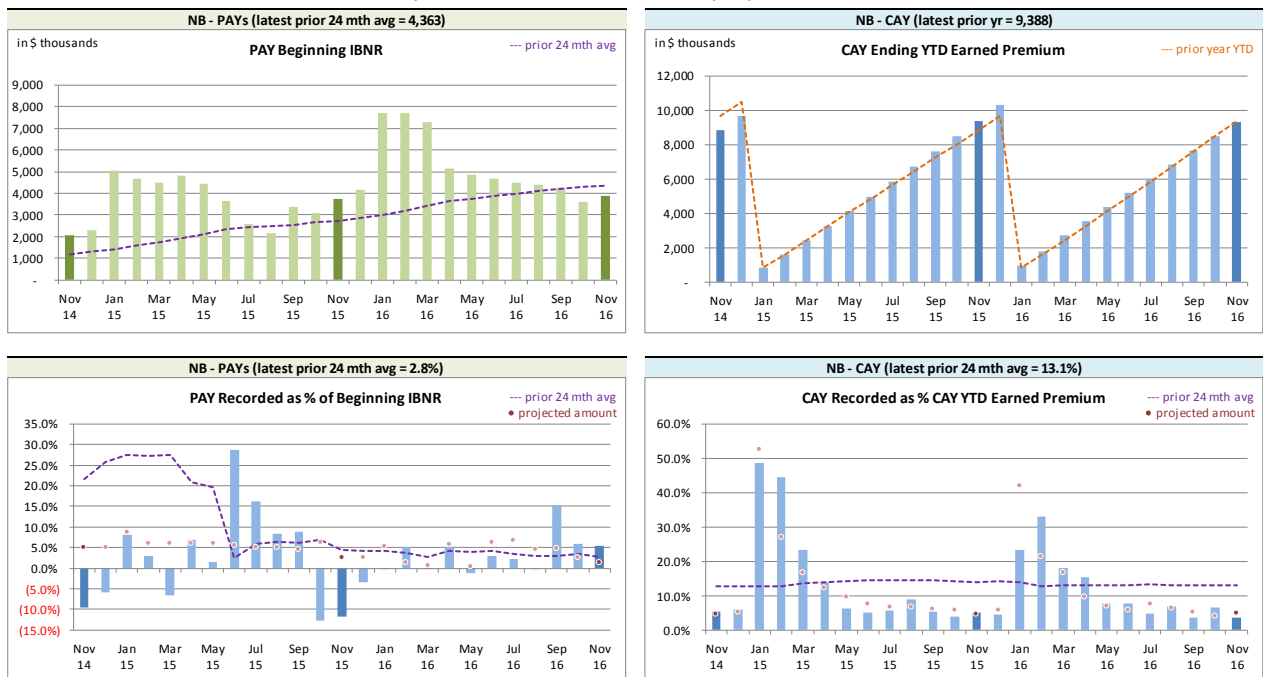 NB - PAYs (latest prior 24 mth avg = 4,363)
in $ thousands
PAY Beginning IBNR
--- prior 24 mth avg
9,000
8,000
7,000
6,000
5,000
4,000
3,000
2,000
1,000
-
Nov Jan Mar May Jul Sep Nov Jan Mar May Jul Sep Nov
14 15 15 15 15 15 15 16 16 16 16 16 16
NB - CAY (latest prior yr = 9,388)
in $ thousands
CAY Ending YTD Earned Premium
--- prior year YTD
12,000
10,000
8,000
6,000
4,000
2,000
-
Nov Jan Mar May Jul Sep Nov Jan Mar May Jul Sep Nov
14 15 15 15 15 15 15 16 16 16 16 16 16
NB - PAYs (latest prior 24 mth avg = 2.8%)
PAY Recorded as % of Beginning IBNR
--- prior 24 mth avg
• projected amount
35.0%
30.0%
25.0%
20.0%
15.0%
10.0%
5.0%
0.0%
(5.0%)
(10.0%)
(15.0%)
Nov Jan Mar May Jul Sep Nov Jan Mar May Jul Sep Nov
14 15 15 15 15 15 15 16 16 16 16 16 16
NB - CAY (latest prior 24 mth avg = 13.1%)
CAY Recorded as % CAY YTD Earned Premium
--- prior 24 mth avg
• projected amount
60.0%
50.0%
40.0%
30.0%
20.0%
10.0%
0.0%
Nov Jan Mar May Jul Sep Nov Jan Mar May Jul Sep Nov
14 15 15 15 15 15 15 16 16 16 16 16 16